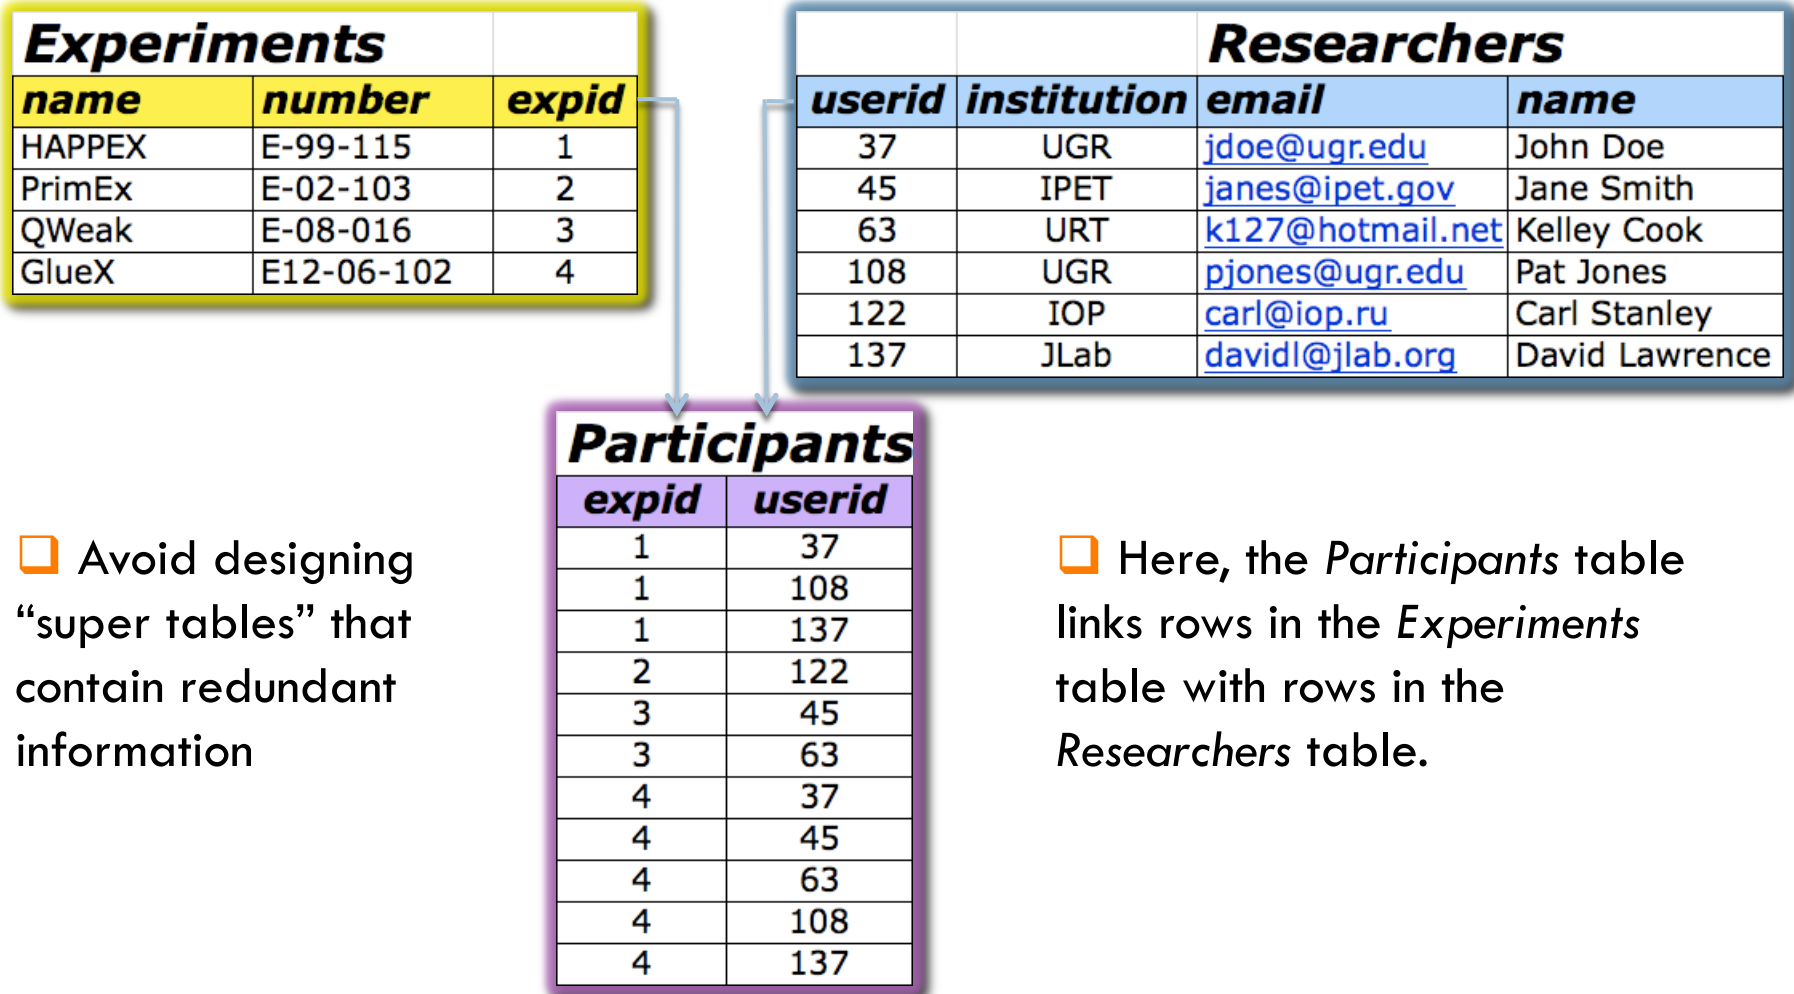 Experiments
name number expid
HAPPEX E-99-115 1
PrimEx E-02-103 2
QWeak E-08-016 3
GlueX E12-06-102 4
Researchers
userid institution email name
37 UGR jdoe@ugr.edu John Doe
45 IPET janes@ipet.gov Jane Smith
63 URT k127@hotmail.net Kelley Cook
108 UGR pjones@ugr.edu Pat Jones
122 IOP carl@iop.ru Carl Stanley
137 JLab davidl@jlab.org David Lawrence
Participants
expid userid
1 37
1 108
1 137
2 122
3 45
3 63
4 37
4 45
4 63
4 108
4 137
Avoid designing
“super tables” that
contain redundant
information
Here, the Participants table
links rows in the Experiments
table with rows in the
Researchers table.